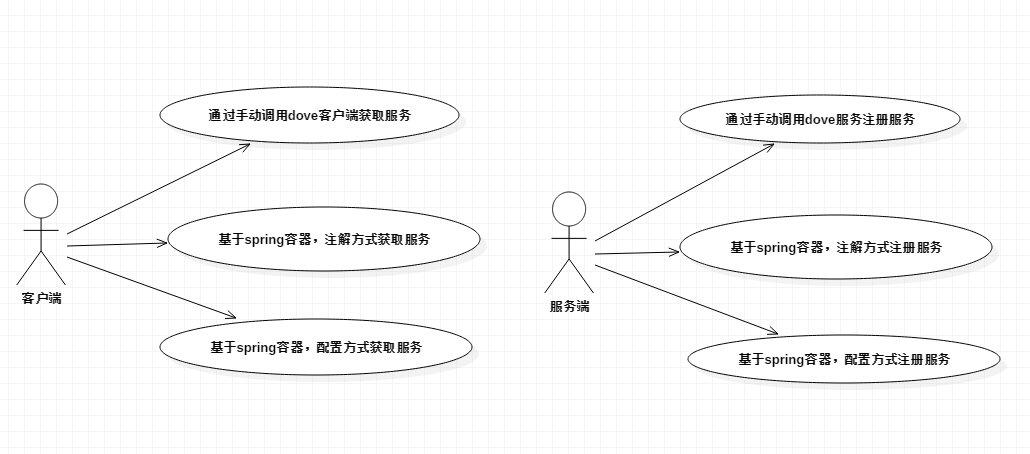 通过手动调用dove客户端获取服务
基于spring容器，注解方式获取服务
客户端
基于spring容器，配置方式获取服务
通过手动调用dove服务注册服务
基于spring容器，注解方式注册服务
服务端
基于spring容器，配置方式注册服务